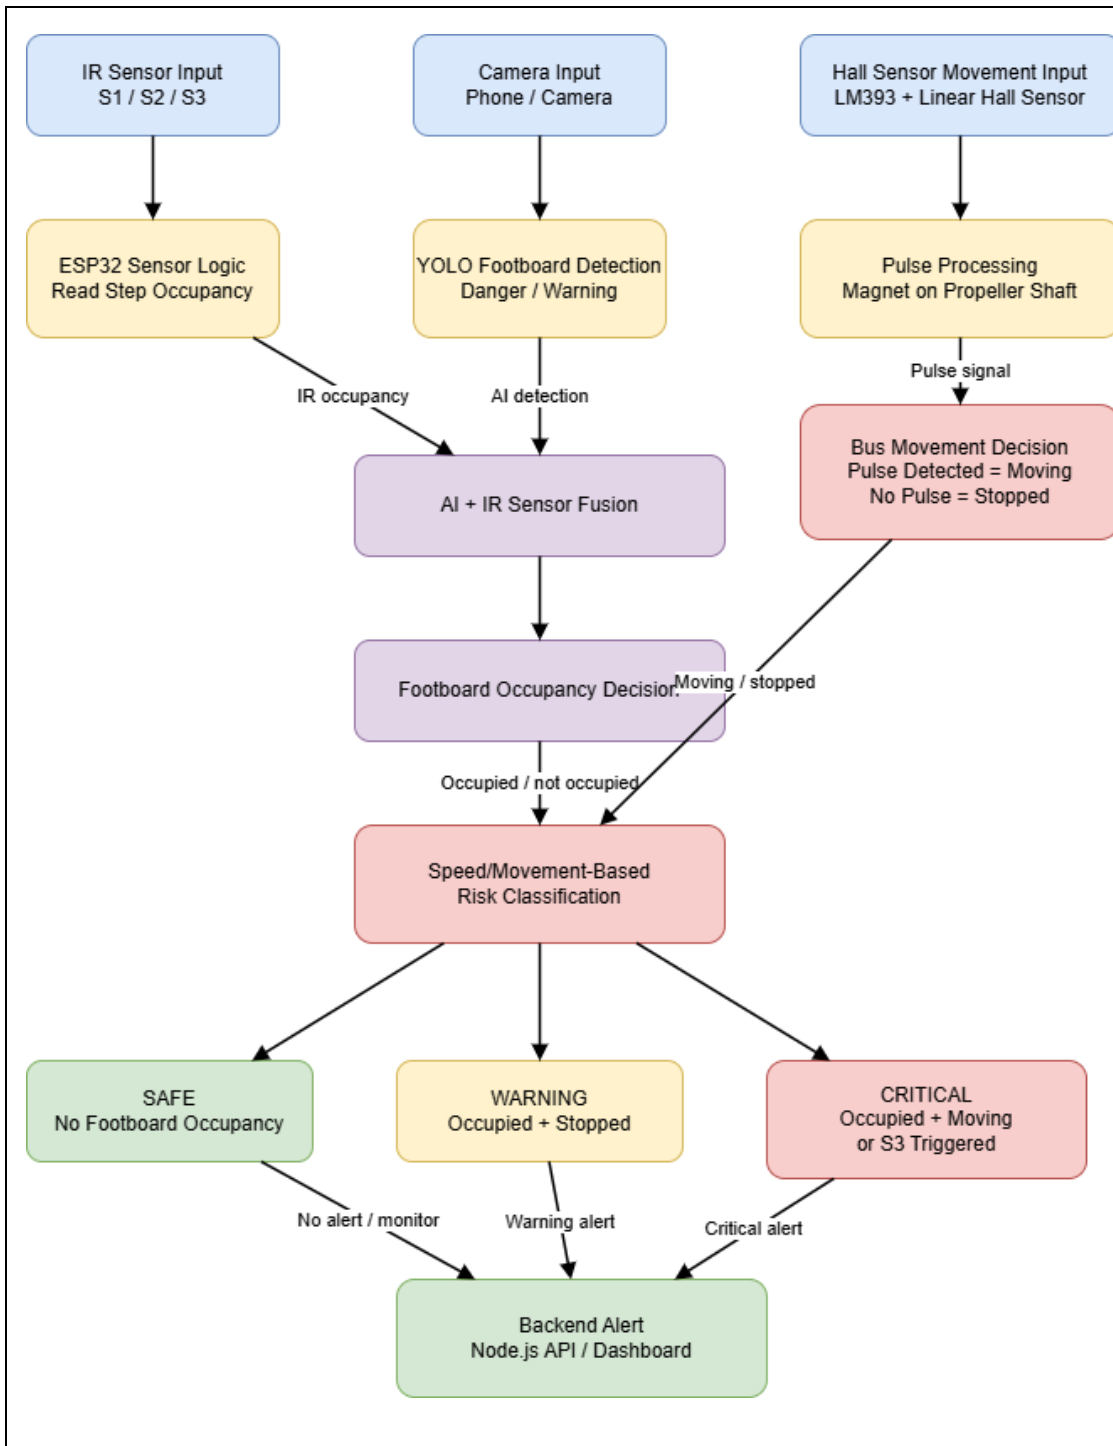 IR Sensor Input
S1 / S2 / S3
Camera Input
Phone / Camera
Hall Sensor Movement Input
LM393 + Linear Hall Sensor
ESP32 Sensor Logic
Read Step Occupancy
YOLO Footboard Detection
Danger / Warning
Pulse Processing
Magnet on Propeller Shaft
IR occupancy
AI detection
Pulse signal
Bus Movement Decision
Pulse Detected = Moving
No Pulse = Stopped
AI + IR Sensor Fusion
Footboard Occupancy Decision
Moving / stopped
Occupied / not occupied
Speed/Movement-Based
Risk Classification
SAFE
No Footboard Occupancy
WARNING
Occupied + Stopped
CRITICAL
Occupied + Moving
or S3 Triggered
No alert / monitor
Warning alert
Critical alert
Backend Alert
Node.js API / Dashboard